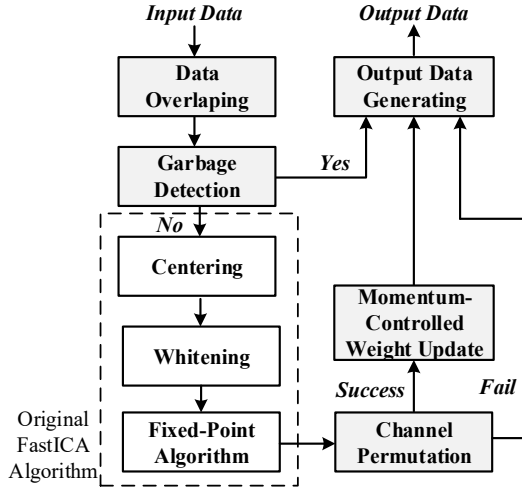 Input Data
Output Data
Data
Overlaping
Output Data
Generating
Garbage
Detection
Yes
No
Centering
Momentum-
Controlled
Weight Update
Whitening
Success
Fail
Original
FastICA
Algorithm
Fixed-Point
Algorithm
Channel
Permutation